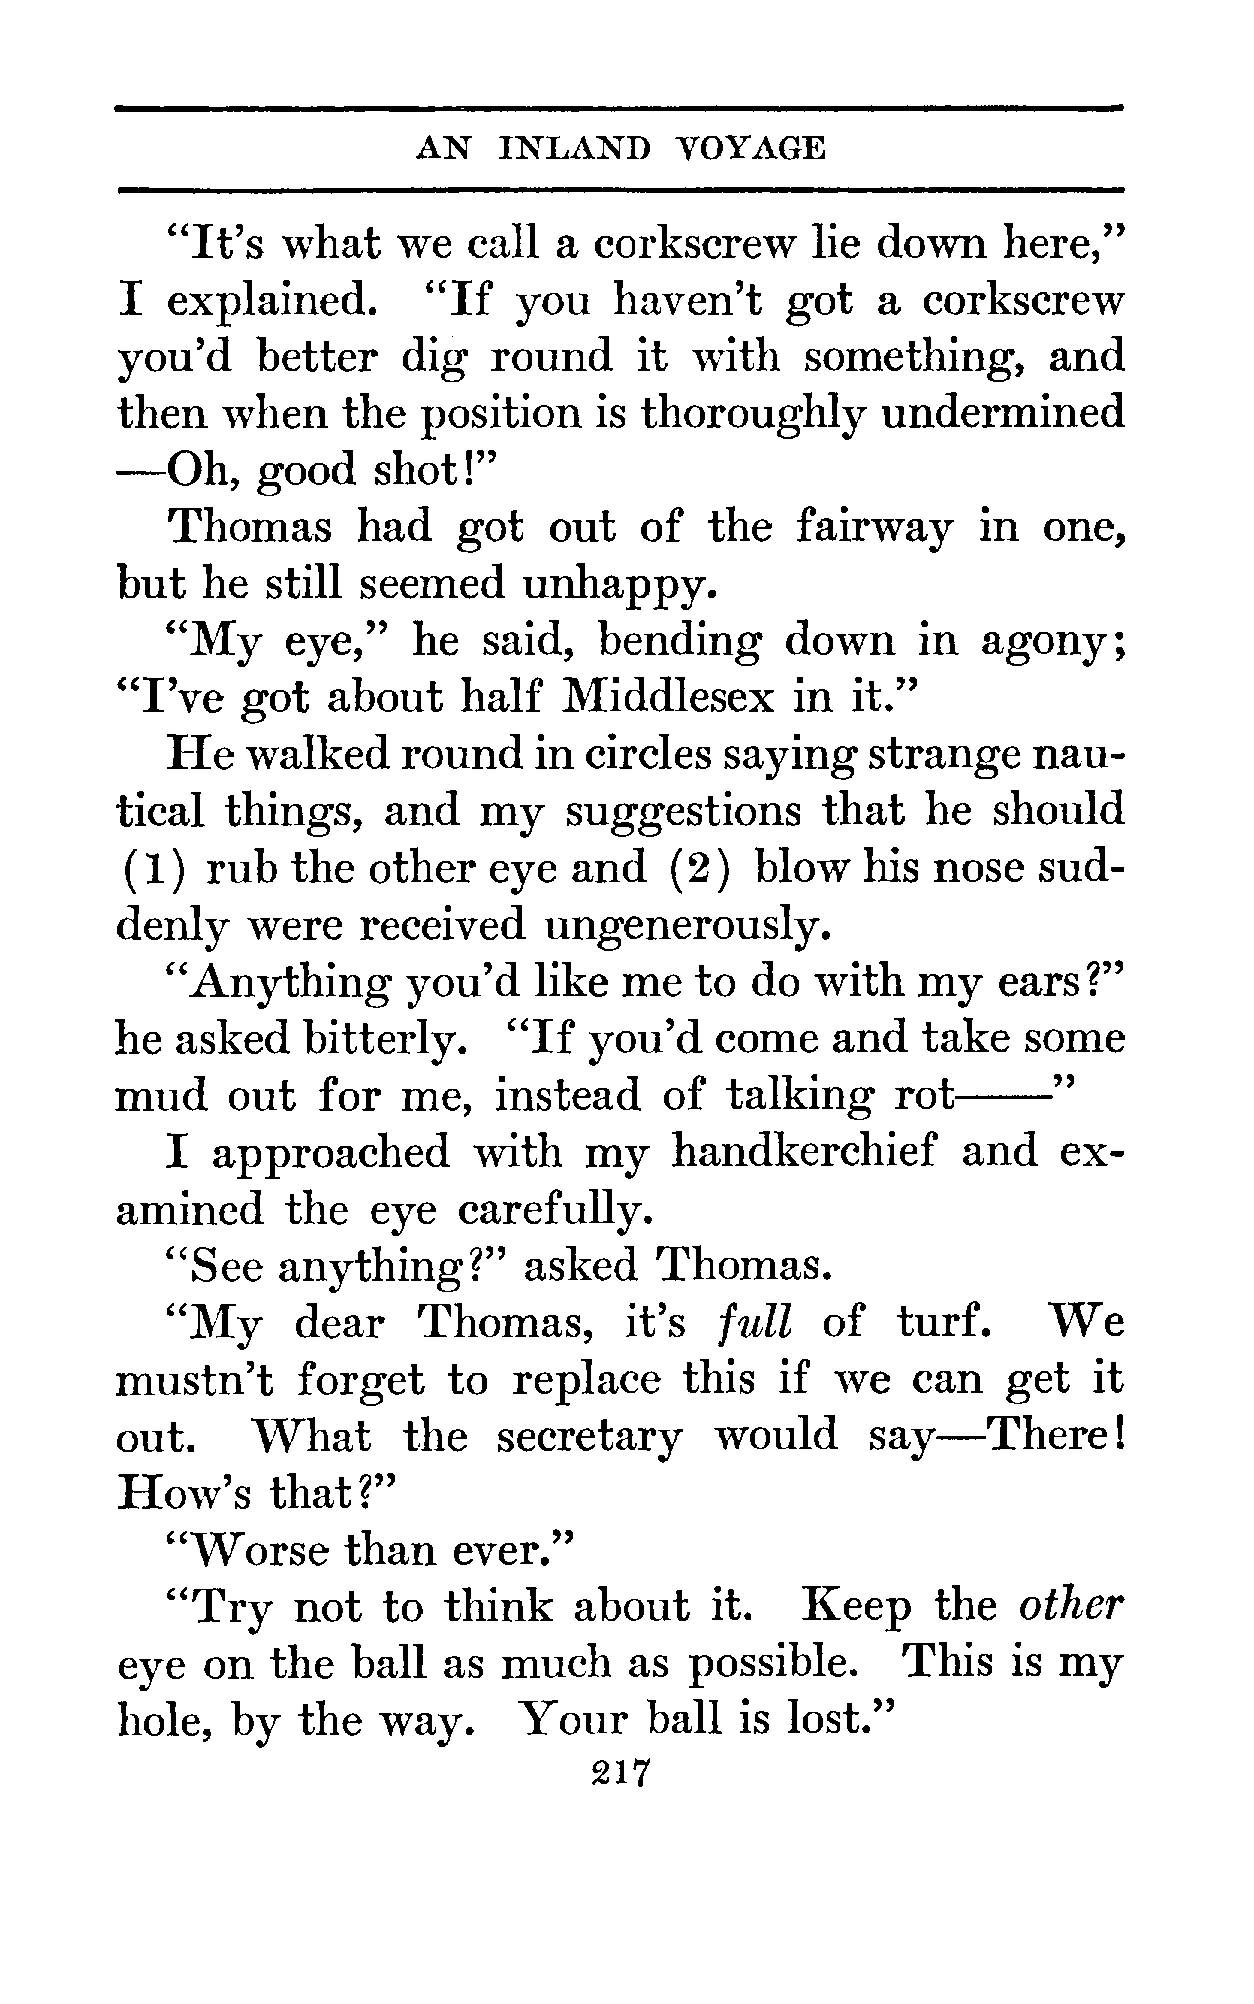 AN INLAND VOYAGE
“It’s what we call a corkscrew lie down here,”
I explained. “If you haven’t got a corkscrew
you’d better dig round it with something, and
then when the position is thoroughly undermined
—Oh, good shot!”
Thomas had got out of the fairway in one,
but he still seemed unhappy.
“My eye,” he said, bending down in agony;
“I’ve got about half Middlesex in it.”
He walked round in circles saying strange nau-
tical things, and my suggestions that he should
(1) rub the other eye and (2) blow his nose sud-
denly were received ungenerously.
“Anything you’d like me to do with my ears?”
he asked bitterly. “If you’d come and take some
mud out for me, instead of talking rot——”
I approached with my handkerchief and ex-
amined the eye carefully.
“See anything?” asked Thomas.
“My dear Thomas, it’s full of turf. We
mustn’t forget to replace this if we can get it
out. What the secretary would say—There!
How’s that?”
“Worse than ever.”
“Try not to think about it. Keep the other
eye on the ball as much as possible. This is my
hole, by the way. Your ball is lost.”
217